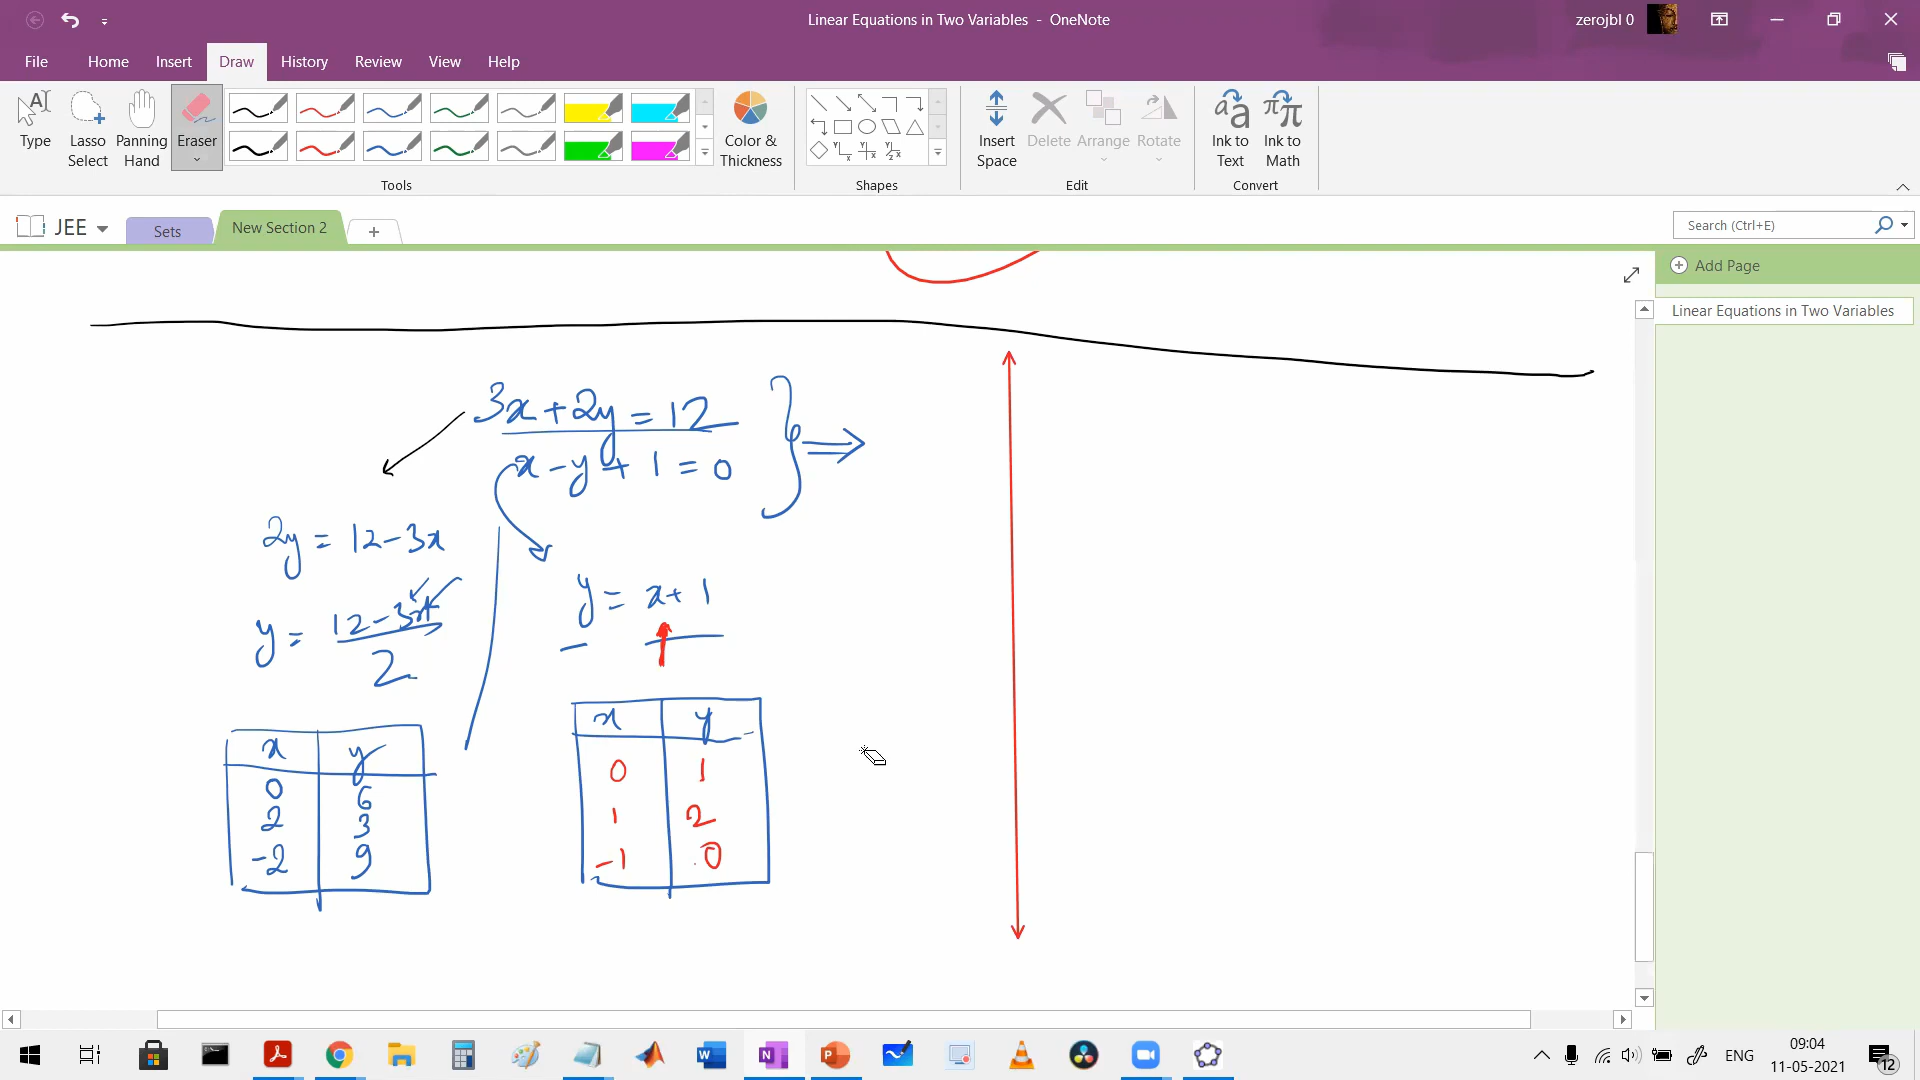 Linear Equations in Two Variables - OneNote
zerojbl 0
File Home Insert Draw History Review View Help
Type
Lasso Select
Panning Hand
Eraser
Color & Thickness
Insert Space
Delete
Arrange
Rotate
Ink to Text
Ink to Math
Tools
Shapes
Edit
Convert
JEE
Sets
New Section 2
Search (Ctrl+E)
Add Page
Linear Equations in Two Variables
3x+2y=12
x-y+1=0
2y = 12-3x
y = 12-3x
2
y = x+1
x y
0 6
2 3
-2 9
x y
0 1
1 2
-1 0
ENG
09:04
11-05-2021
12